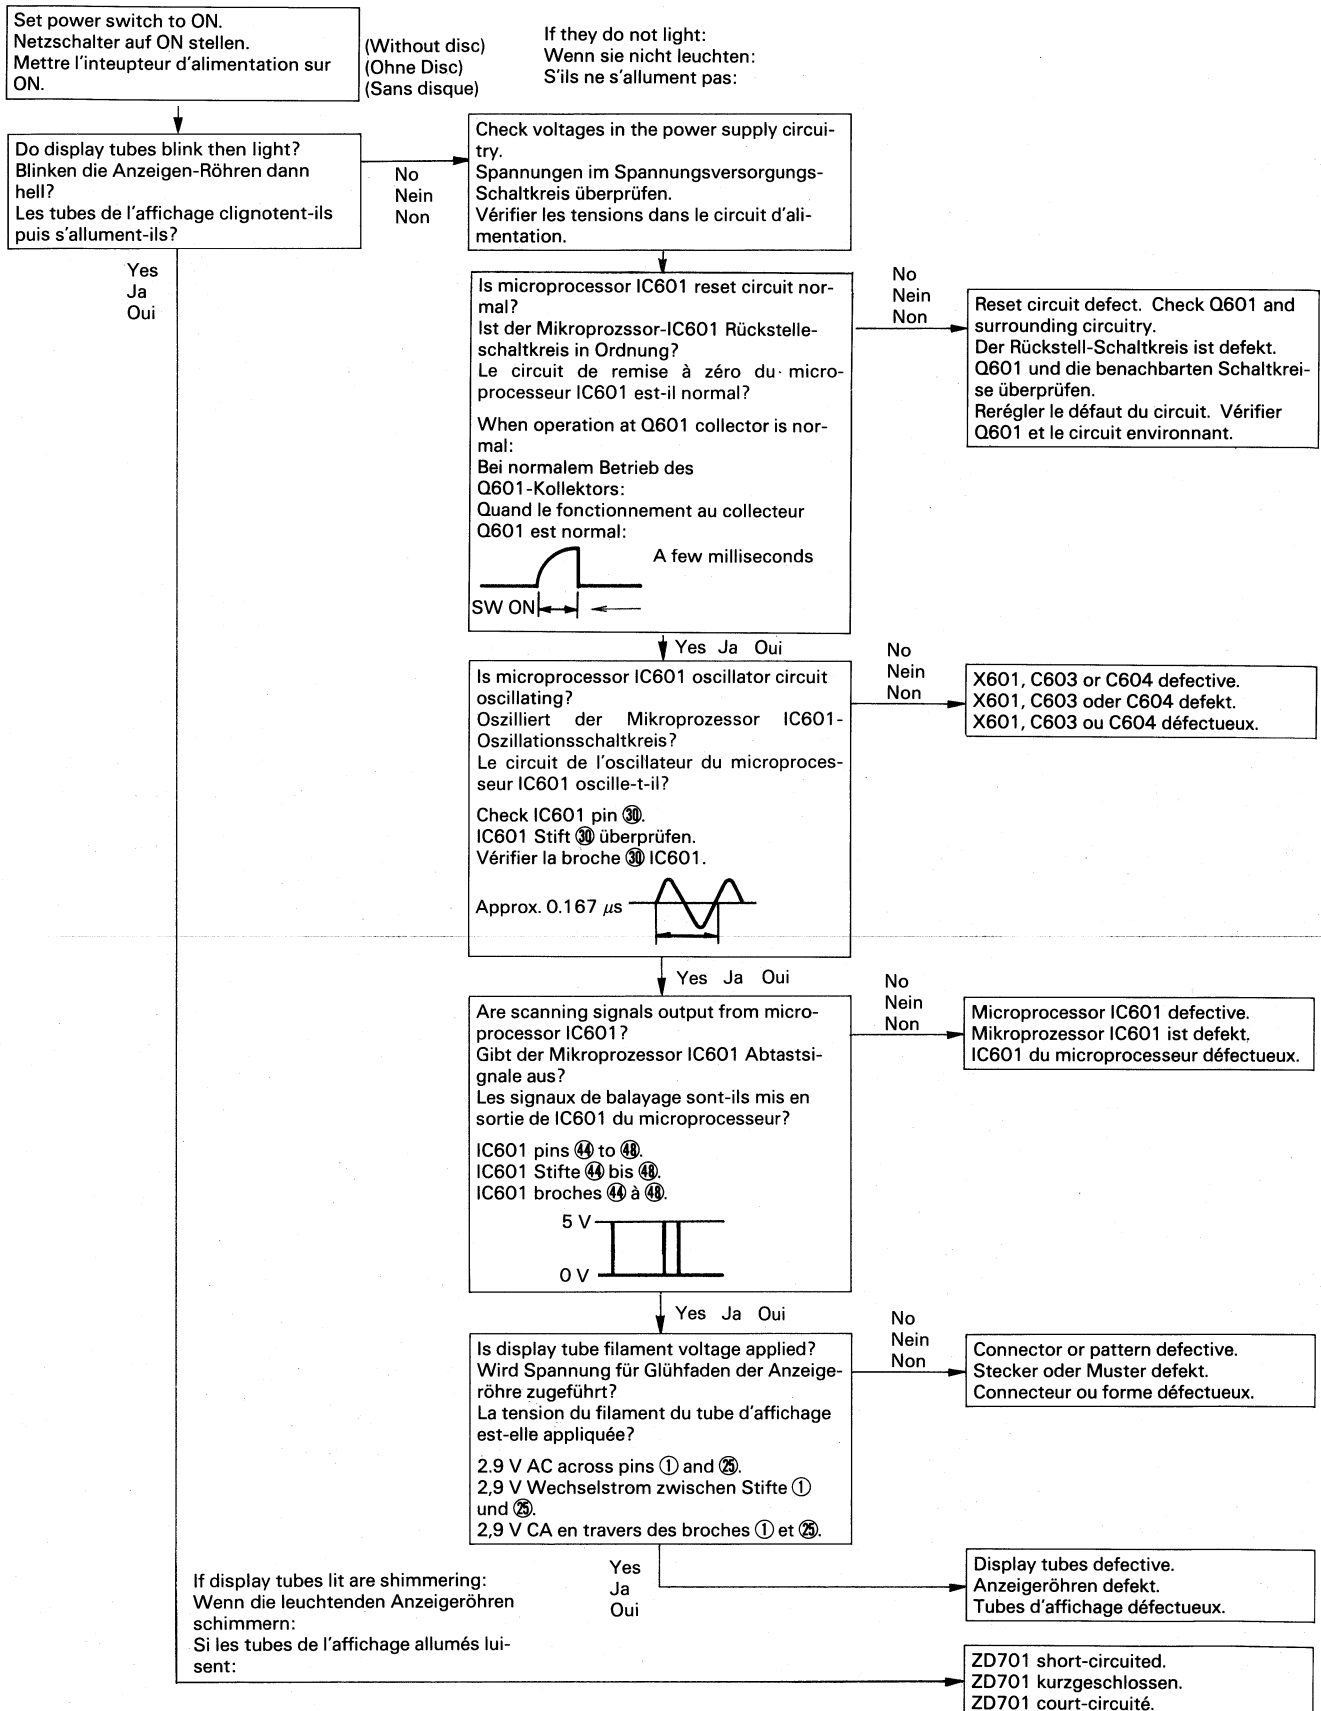 Set power switch to ON.
Netzschalter auf ON stellen.
Mettre l'inteupteur d'alimentation sur
ON.
(Without disc)
(Ohne Disc)
(Sans disque)
If they do not light:
Wenn sie nicht leuchten:
S'ils ne s'allument pas:
Do display tubes blink then light?
Blinken die Anzeigen-Röhren dann
hell?
Les tubes de l'affichage clignotent-ils
puis s'allument-ils?
No
Nein
Non
Yes
Ja
Oui
Check voltages in the power supply circui-
try.
Spannungen im Spannungsversorgungs-
Schaltkreis überprüfen.
Vérifier les tensions dans le circuit d'ali-
mentation.
Is microprocessor IC601 reset circuit nor-
mal?
Ist der Mikroprozssor-IC601 Rückstelle-
schaltkreis in Ordnung?
Le circuit de remise à zéro du micro-
processeur IC601 est-il normal?
When operation at Q601 collector is nor-
mal:
Bei normalem Betrieb des
Q601-Kollektors:
Quand le fonctionnement au collecteur
Q601 est normal:
A few milliseconds
SW ON
No
Nein
Non
Reset circuit defect. Check Q601 and
surrounding circuitry.
Der Rückstell-Schaltkreis ist defekt.
Q601 und die benachbarten Schaltkrei-
se überprüfen.
Rerégler le défaut du circuit. Vérifier
Q601 et le circuit environnant.
Yes Ja Oui
Is microprocessor IC601 oscillator circuit
oscillating?
Oszilliert der Mikroprozessor IC601-
Oszillationsschaltkreis?
Le circuit de l'oscillateur du microproces-
seur IC601 oscille-t-il?
Check IC601 pin ㉚.
IC601 Stift ㉚ überprüfen.
Vérifier la broche ㉚ IC601.
Approx. 0.167 μs
No
Nein
Non
X601, C603 or C604 defective.
X601, C603 oder C604 defekt.
X601, C603 ou C604 défectueux.
Yes Ja Oui
Are scanning signals output from micro-
processor IC601?
Gibt der Mikroprozessor IC601 Abtastsi-
gnale aus?
Les signaux de balayage sont-ils mis en
sortie de IC601 du microprocesseur?
IC601 pins ㊹ to ㊽.
IC601 Stifte ㊹ bis ㊽.
IC601 broches ㊹ à ㊽.
5 V
0 V
No
Nein
Non
Microprocessor IC601 defective.
Mikroprozessor IC601 ist defekt.
IC601 du microprocesseur défectueux.
Yes Ja Oui
Is display tube filament voltage applied?
Wird Spannung für Glühfaden der Anzeige-
röhre zugeführt?
La tension du filament du tube d'affichage
est-elle appliquée?
2.9 V AC across pins ① and ㉕.
2,9 V Wechselstrom zwischen Stifte ①
und ㉕.
2,9 V CA en travers des broches ① et ㉕.
No
Nein
Non
Connector or pattern defective.
Stecker oder Muster defekt.
Connecteur ou forme défectueux.
Yes
Ja
Oui
Display tubes defective.
Anzeigeröhren defekt.
Tubes d'affichage défectueux.
If display tubes lit are shimmering:
Wenn die leuchtenden Anzeigeröhren
schimmern:
Si les tubes de l'affichage allumés lui-
sent:
ZD701 short-circuited.
ZD701 kurzgeschlossen.
ZD701 court-circuité.